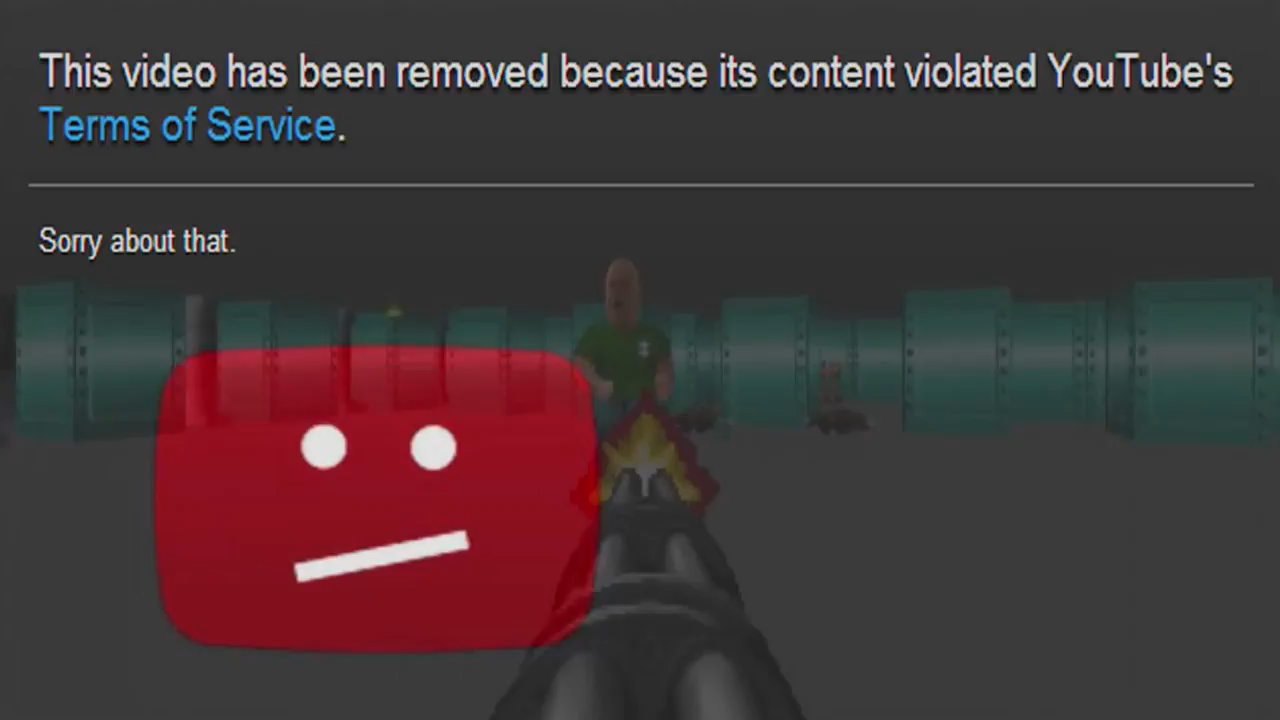 This video has been removed because its content violated YouTube's
Terms of Service.
Sorry about that.